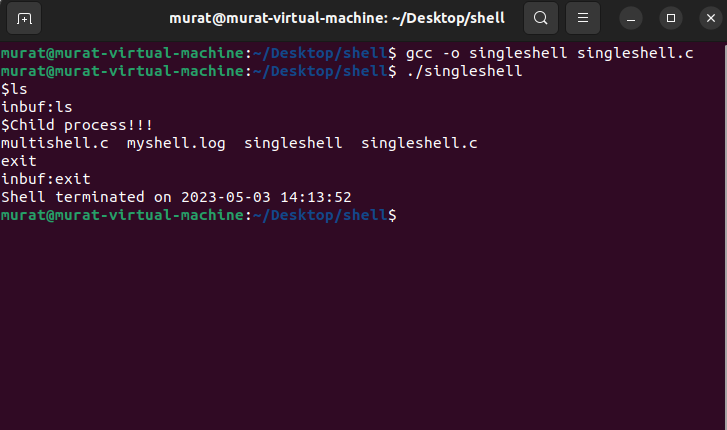 murat@murat-virtual-machine: ~/Desktop/shell
murat@murat-virtual-machine:~/Desktop/shell$ gcc -o singleshell singleshell.c
murat@murat-virtual-machine:~/Desktop/shell$ ./singleshell
$ls
inbuf:ls
$Child process!!!
multishell.c  myshell.log  singleshell  singleshell.c
exit
inbuf:exit
Shell terminated on 2023-05-03 14:13:52
murat@murat-virtual-machine:~/Desktop/shell$